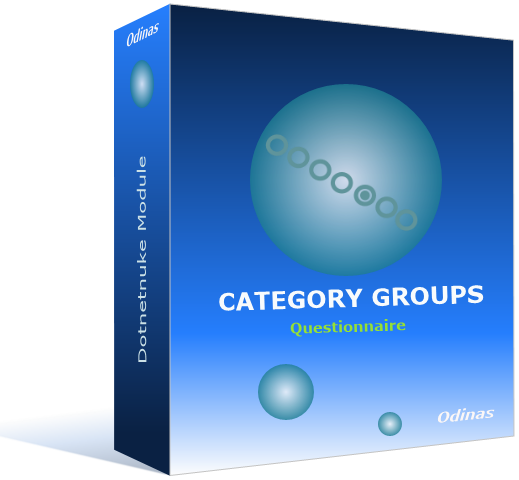 Odinas
Dotnetnuke Module
CATEGORY GROUPS
Questionnaire
Odinas